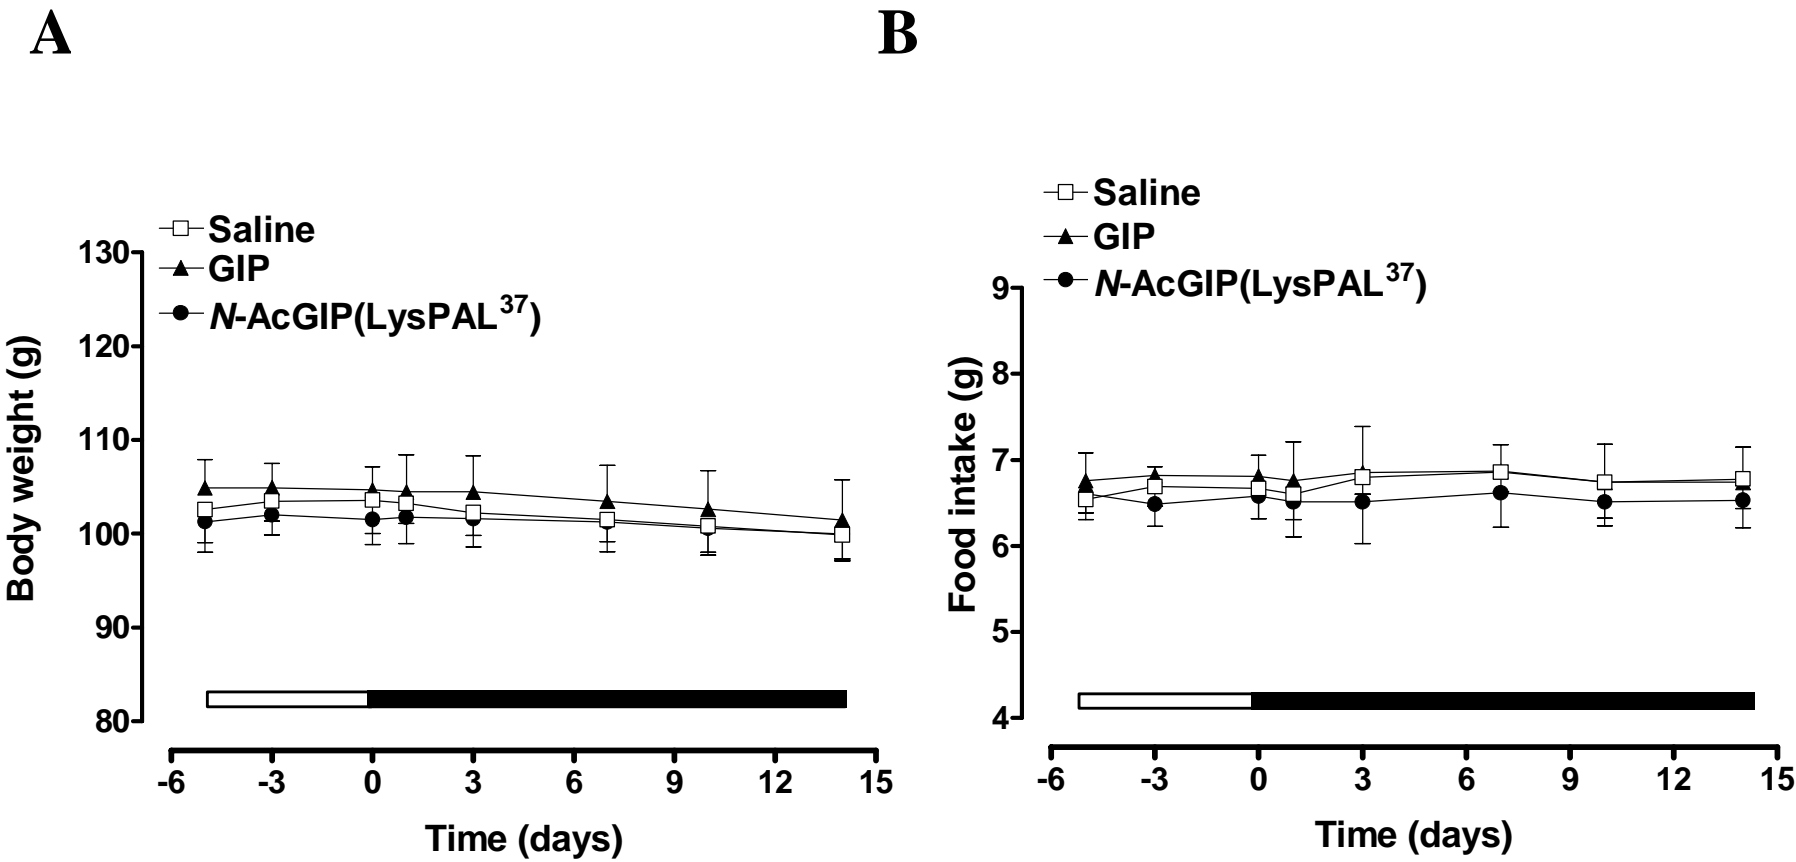 A
B
Saline
GIP
N-AcGIP(LysPAL37)
130
120
110
100
90
80
Body weight (g)
-6 -3 0 3 6 9 12 15
Time (days)
Saline
GIP
N-AcGIP(LysPAL37)
9
8
7
6
5
4
Food intake (g)
-6 -3 0 3 6 9 12 15
Time (days)